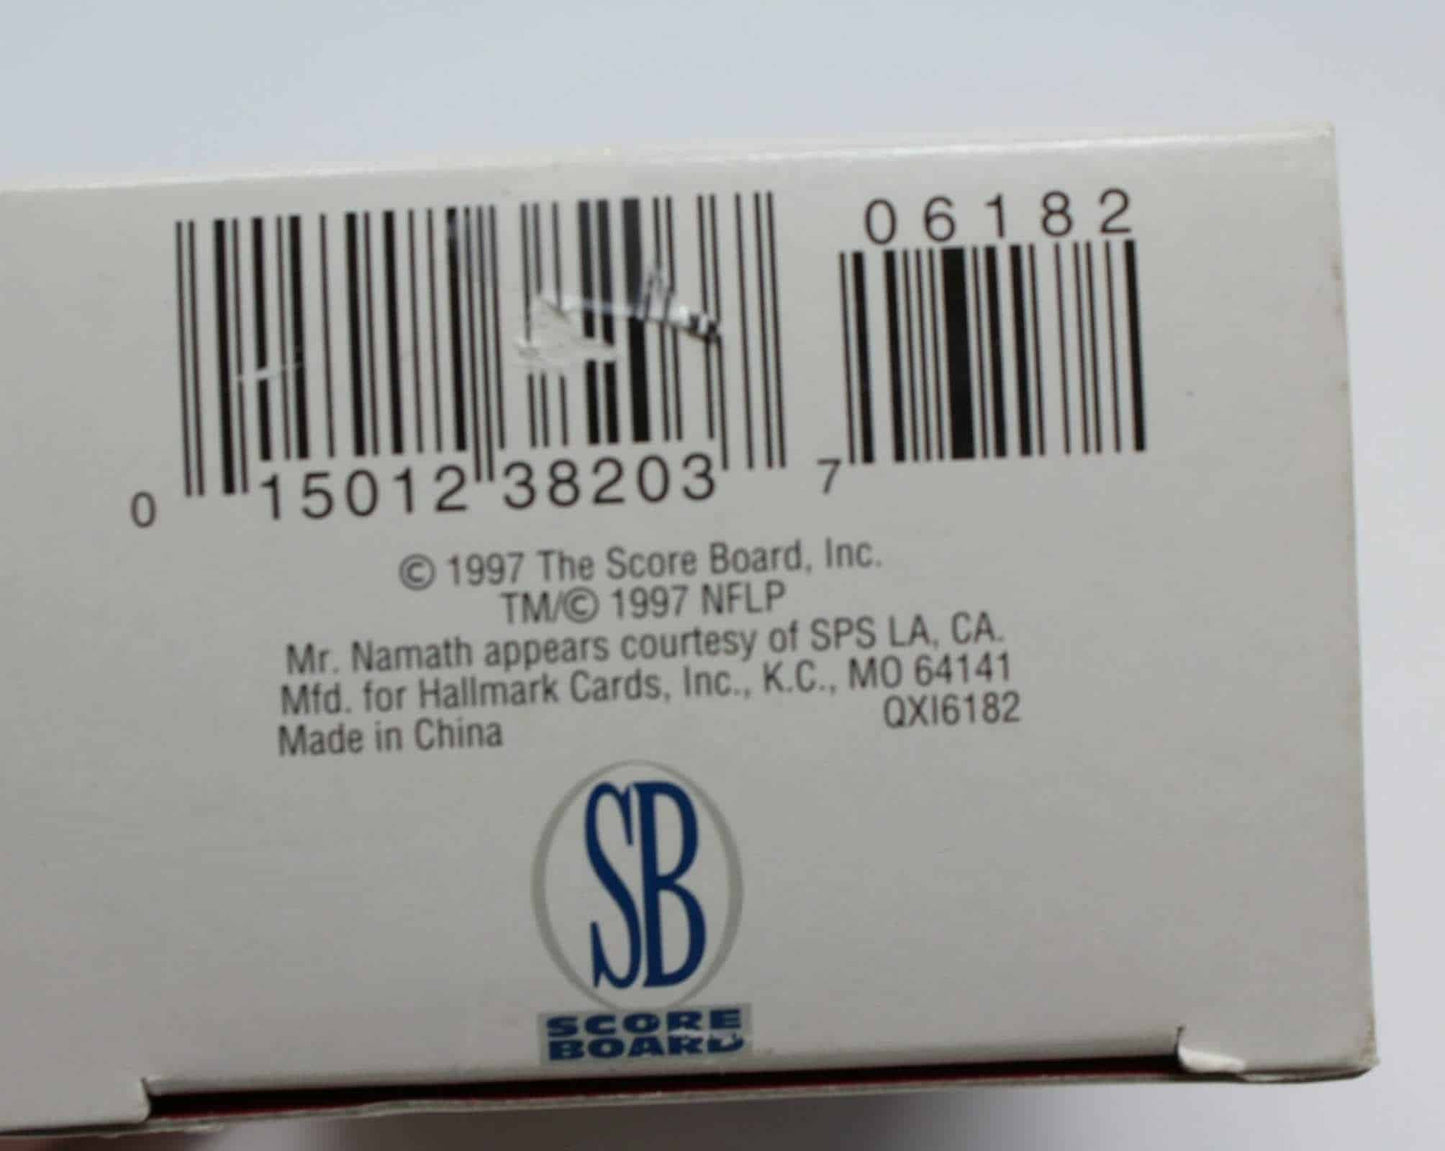 06182
0 15012 38203 7
© 1997 The Score Board, Inc.
TM/© 1997 NFLP
Mr. Namath appears courtesy of SPS LA, CA.
Mfd. for Hallmark Cards, Inc., K.C., MO 64141
Made in China QXI6182
SB
SCORE
BOARD